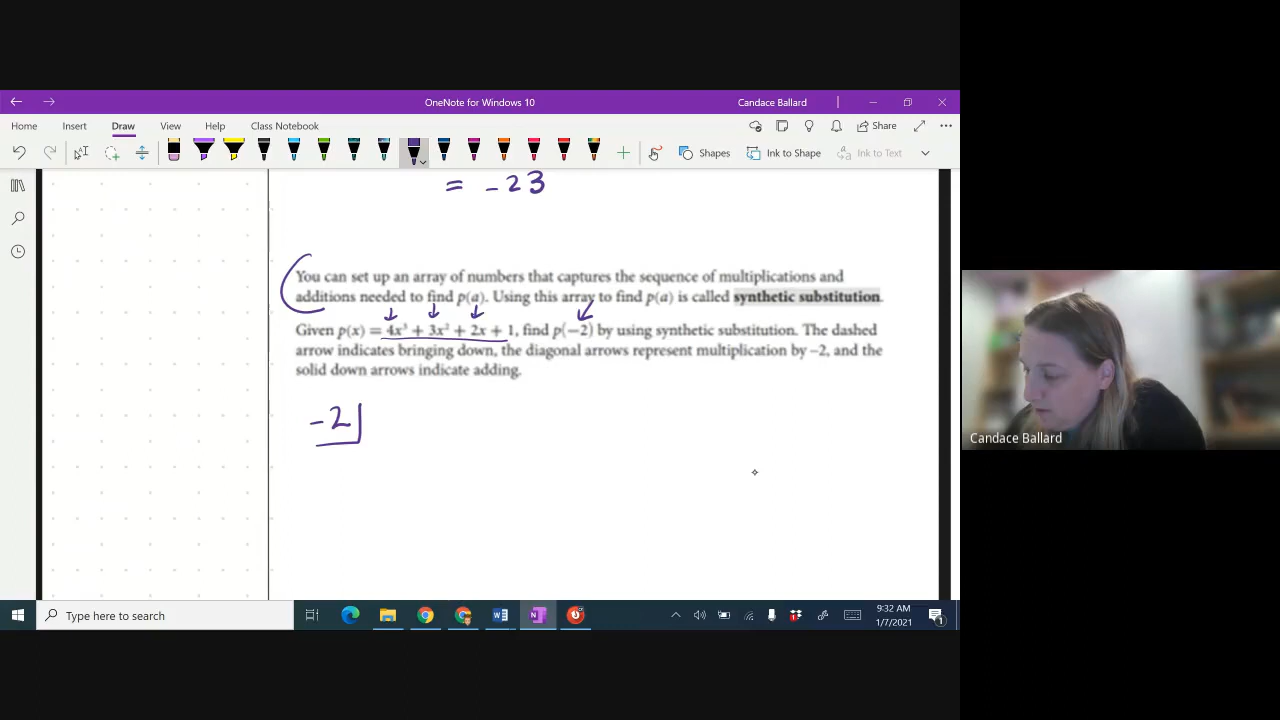 OneNote for Windows 10
Candace Ballard
Home
Insert
Draw
View
Help
Class Notebook
Share
Shapes
Ink to Shape
Ink to Text
= -23
You can set up an array of numbers that captures the sequence of multiplications and
additions needed to find p(a). Using this array to find p(a) is called synthetic substitution.
Given p(x) = 4x³ + 3x² + 2x + 1, find p(−2) by using synthetic substitution. The dashed
arrow indicates bringing down, the diagonal arrows represent multiplication by −2, and the
solid down arrows indicate adding.
-2
Candace Ballard
Type here to search
9:32 AM
1/7/2021